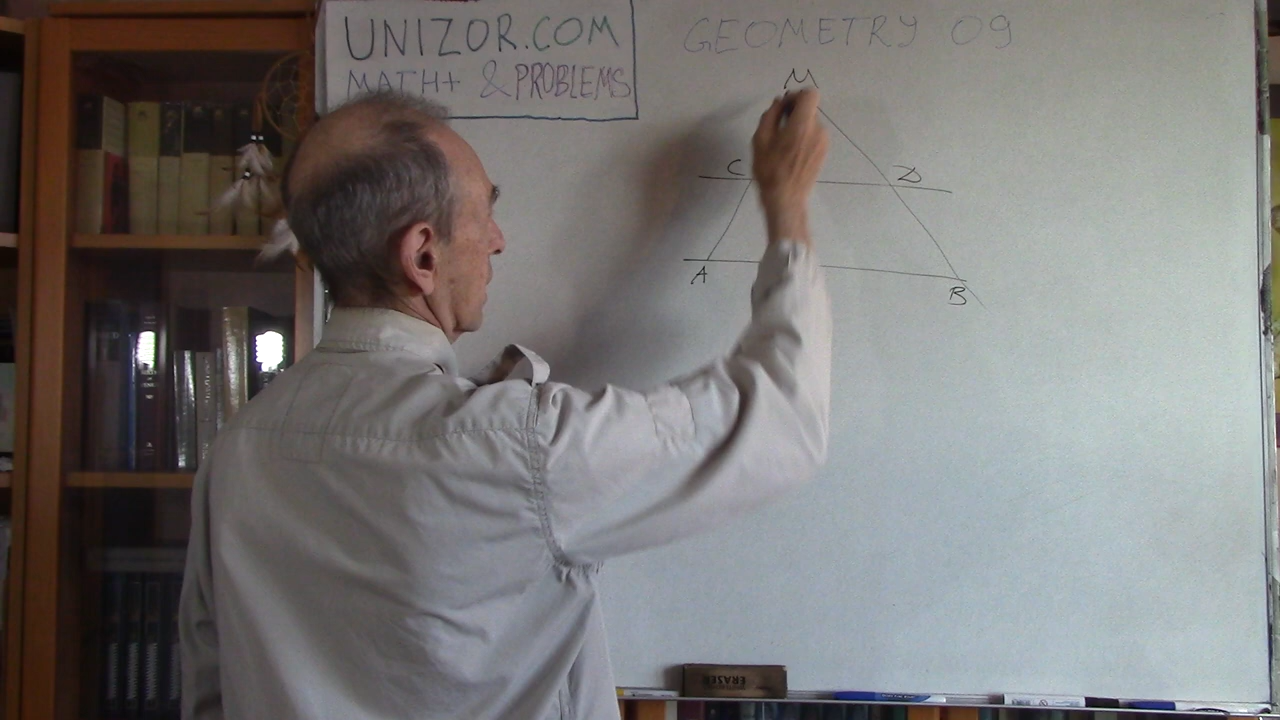 UNIZOR.COM
MATH+ & PROBLEMS
GEOMETRY 09
M
C D
A B
ERASER